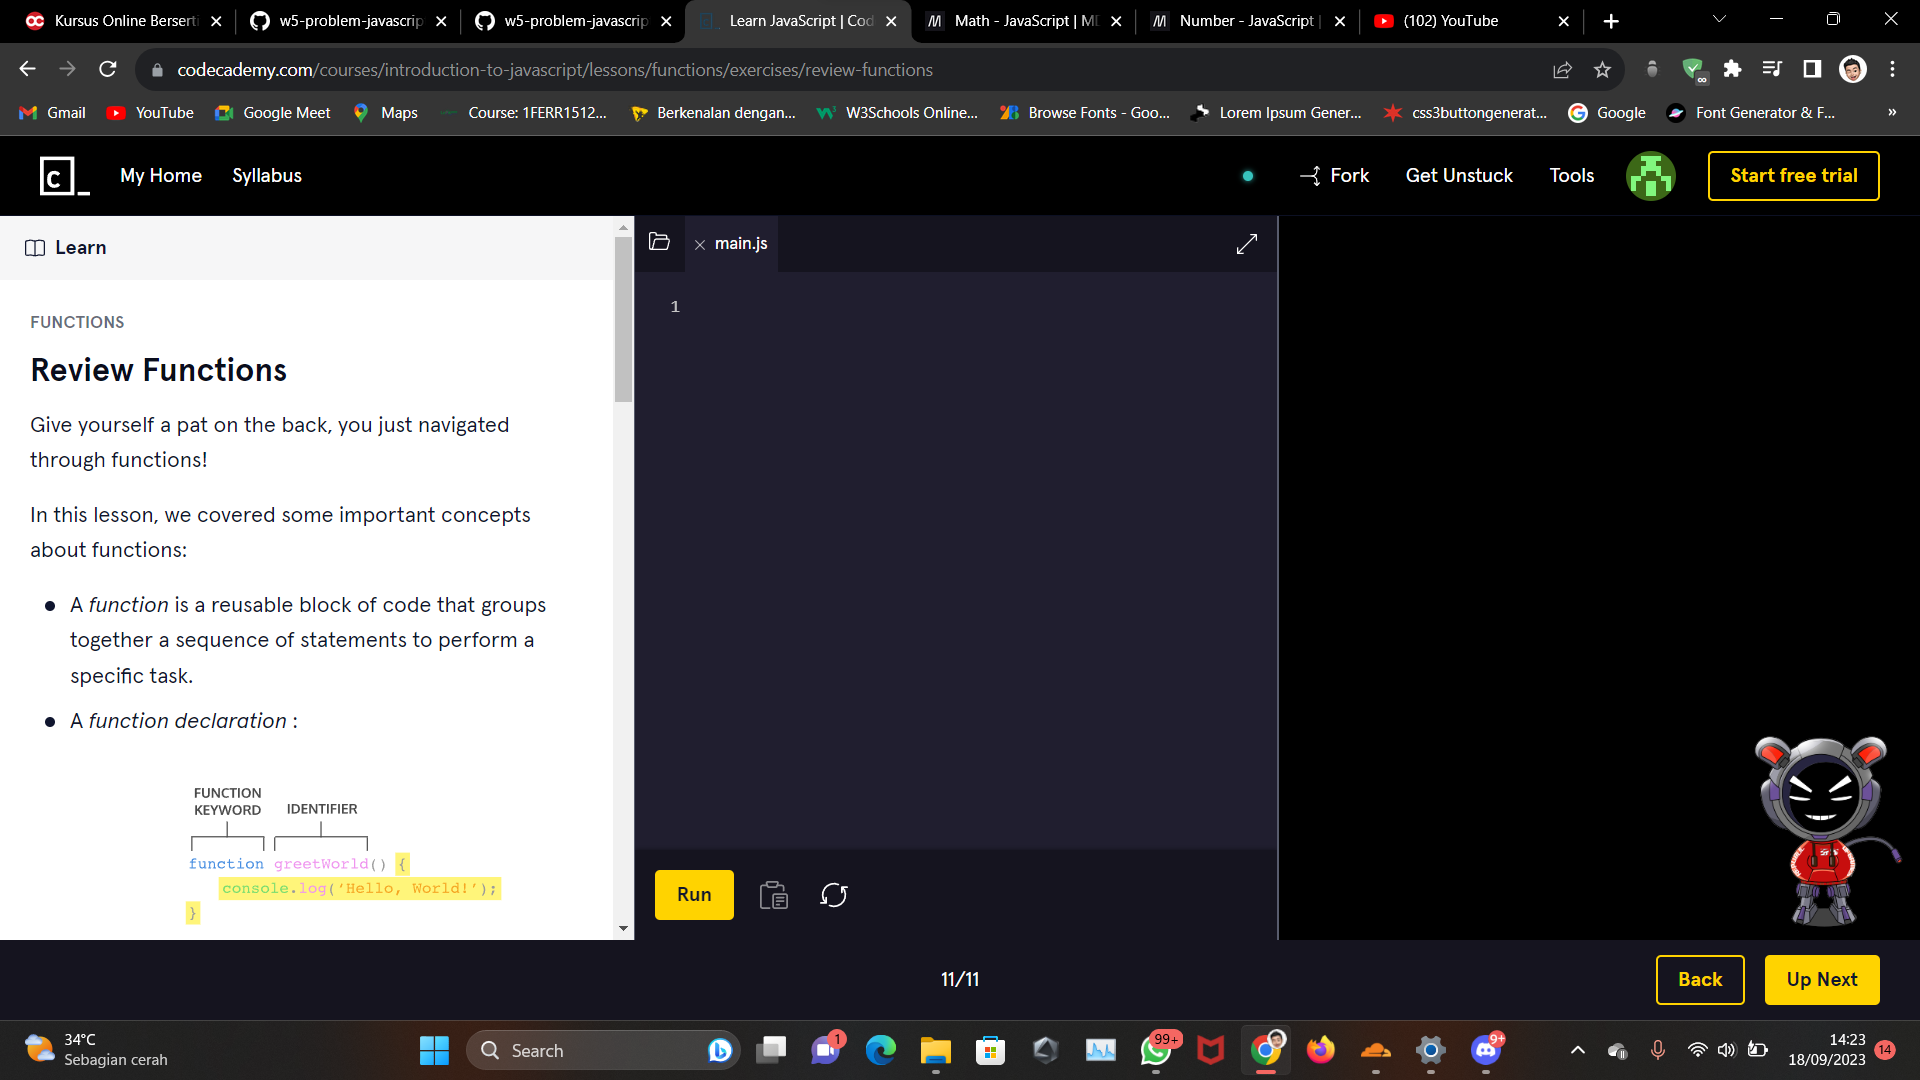 Kursus Online Berserti
w5-problem-javascrip
w5-problem-javascrip
Learn JavaScript | Cod
Math - JavaScript | MD
Number - JavaScript |
(102) YouTube
codecademy.com/courses/introduction-to-javascript/lessons/functions/exercises/review-functions
Gmail
YouTube
Google Meet
Maps
Course: 1FERR1512...
Berkenalan dengan...
W3Schools Online...
Browse Fonts - Goo...
Lorem Ipsum Gener...
css3buttongenerat...
Google
Font Generator & F...
»
c_
My Home
Syllabus
Fork
Get Unstuck
Tools
Start free trial
Learn
main.js
1
FUNCTIONS
Review Functions
Give yourself a pat on the back, you just navigated
through functions!
In this lesson, we covered some important concepts
about functions:
A function is a reusable block of code that groups
together a sequence of statements to perform a
specific task.
A function declaration :
FUNCTION
KEYWORD
IDENTIFIER
function greetWorld() {
console.log(‘Hello, World!’);
}
Run
11/11
Back
Up Next
34°C
Sebagian cerah
Search
1
99+
9+
14:23
18/09/2023
14